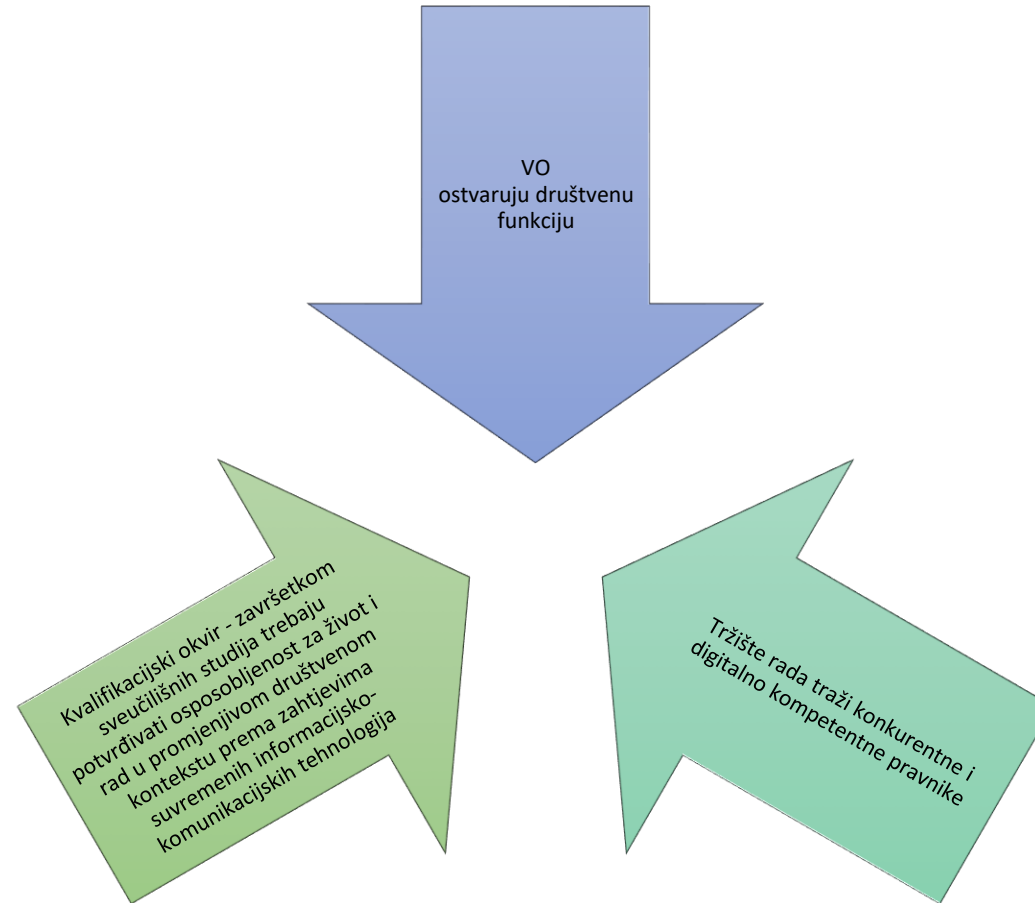 VO
ostvaruju društvenu
funkciju
Kvalifikacijski okvir - završetkom
sveučilišnih studija trebaju
potvrđivati osposobljenost za život i
rad u promjenjivom društvenom
kontekstu prema zahtjevima
suvremenih informacijsko-
komunikacijskih tehnologija
Tržište rada traži konkurentne i
digitalno kompetentne pravnike